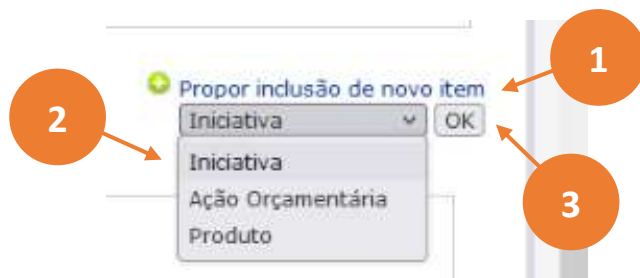 1
Propor inclusão de novo item
2
Iniciativa OK
Iniciativa
Ação Orçamentária
Produto
3